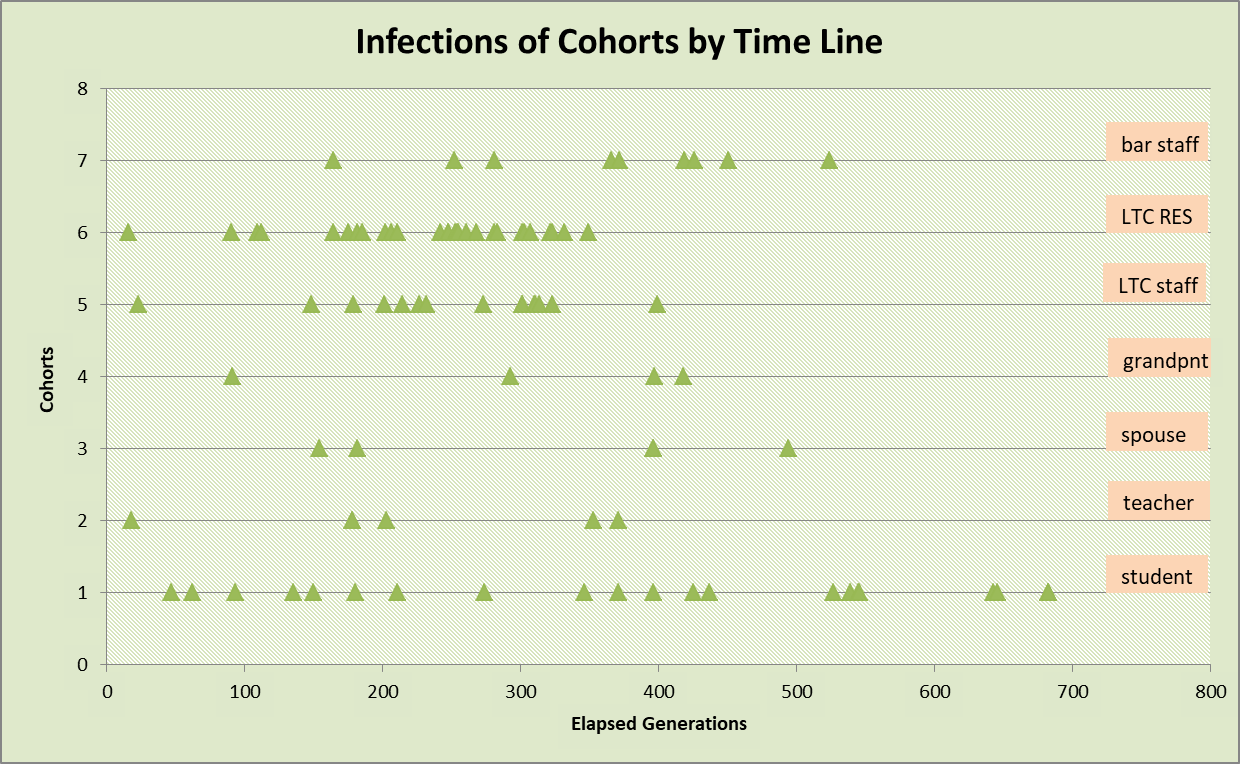 Infections of Cohorts by Time Line
8
7
6
5
4
3
2
1
0
Cohorts
bar staff
LTC RES
LTC staff
grandpnt
spouse
teacher
student
0 100 200 300 400 500 600 700 800
Elapsed Generations